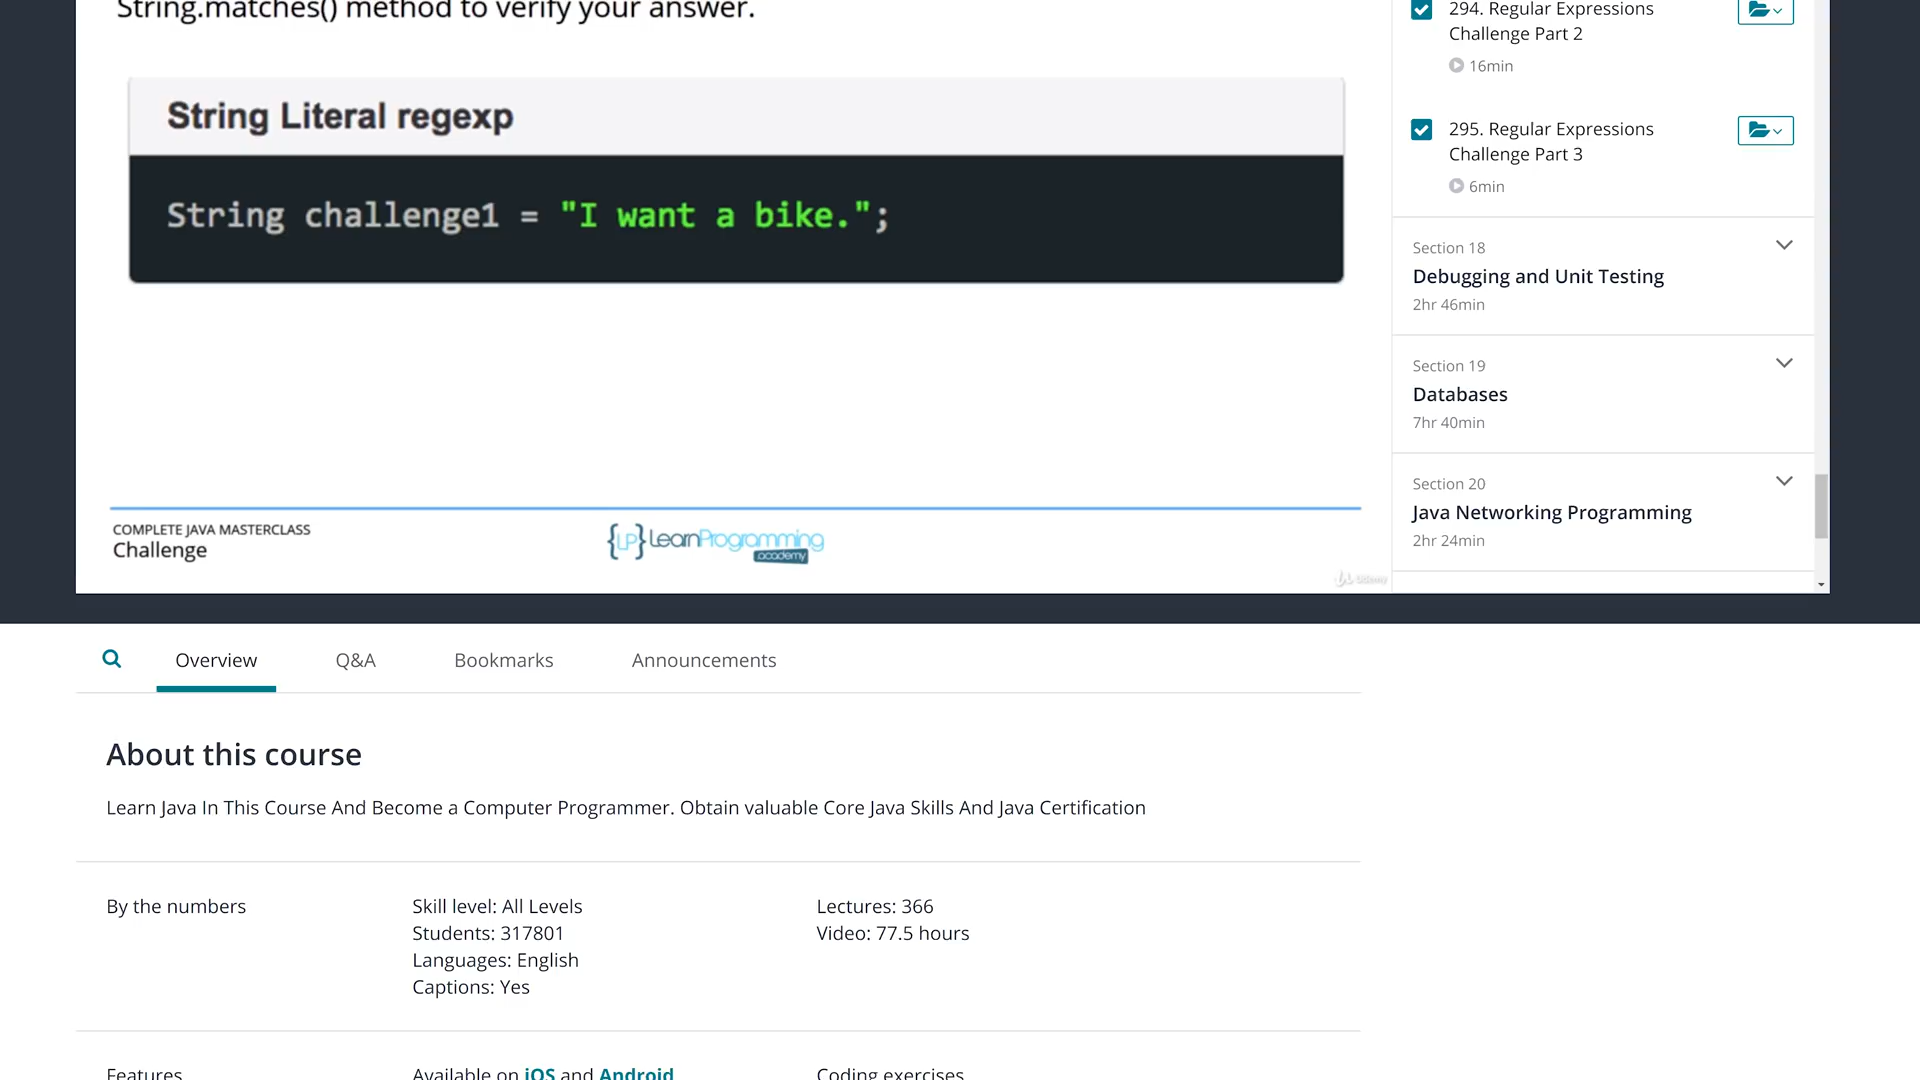 String.matches() method to verify your answer.
String Literal regexp
String challenge1 = "I want a bike.";
COMPLETE JAVA MASTERCLASS
Challenge
{LP} LearnProgramming
academy
Udemy
294. Regular Expressions
Challenge Part 2
16min
295. Regular Expressions
Challenge Part 3
6min
Section 18
Debugging and Unit Testing
2hr 46min
Section 19
Databases
7hr 40min
Section 20
Java Networking Programming
2hr 24min
Overview
Q&A
Bookmarks
Announcements
About this course
Learn Java In This Course And Become a Computer Programmer. Obtain valuable Core Java Skills And Java Certification
By the numbers
Skill level: All Levels
Students: 317801
Languages: English
Captions: Yes
Lectures: 366
Video: 77.5 hours
Features
Available on iOS and Android
Coding exercises